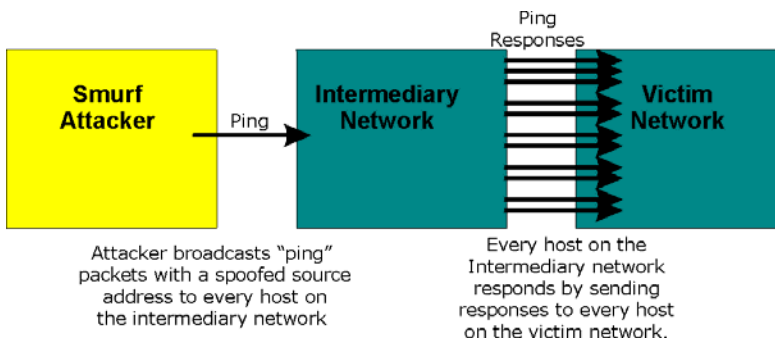 Ping
Responses
Smurf
Attacker
Ping
Intermediary
Network
Victim
Network
Attacker broadcasts “ping”
packets with a spoofed source
address to every host on
the intermediary network
Every host on the
Intermediary network
responds by sending
responses to every host
on the victim network.